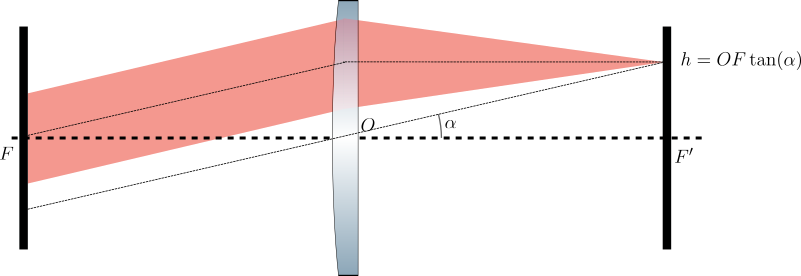 h = OF tan(α)
O
α
F
F′